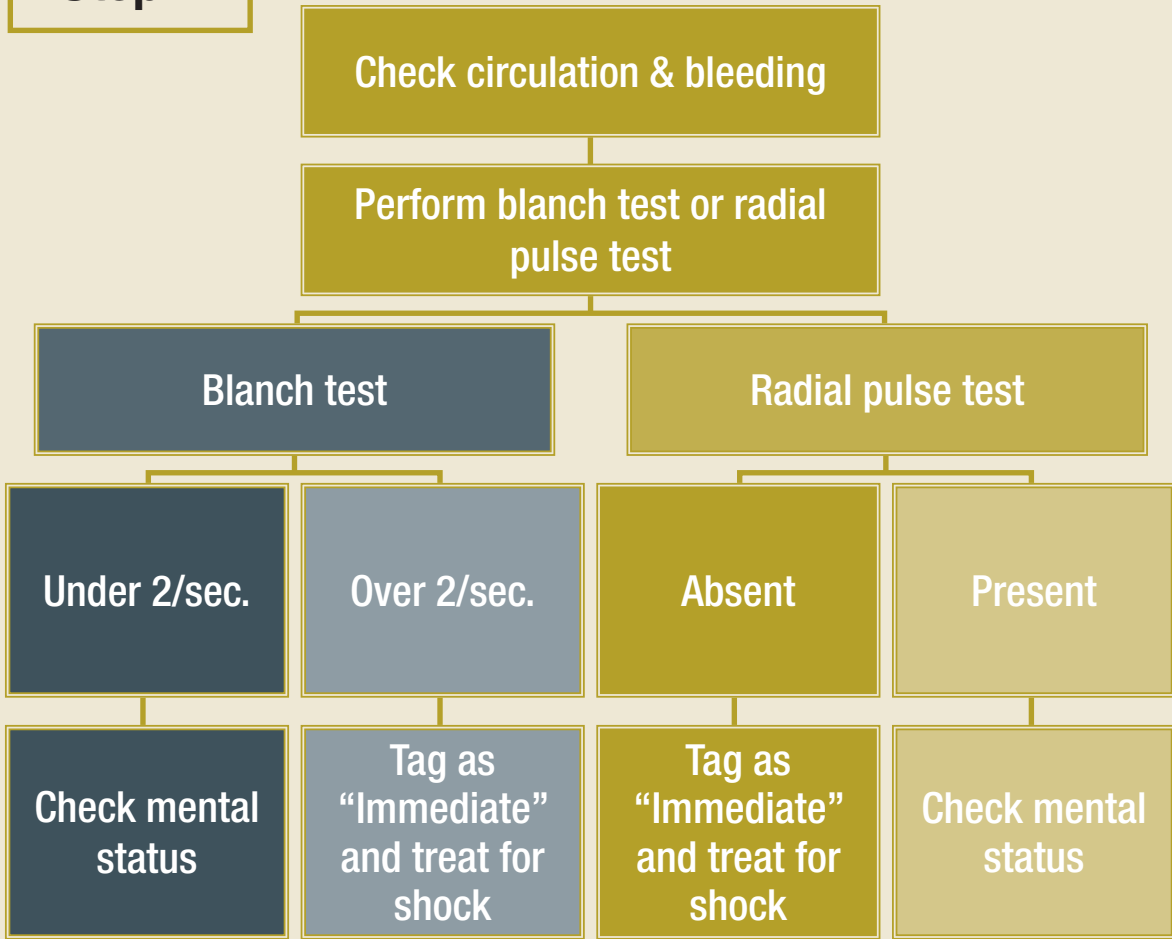 Check circulation & bleeding
Perform blanch test or radial
pulse test
Blanch test
Radial pulse test
Under 2/sec.
Over 2/sec.
Absent
Present
Check mental
status
Tag as
“Immediate”
and treat for
shock
Tag as
“Immediate”
and treat for
shock
Check mental
status